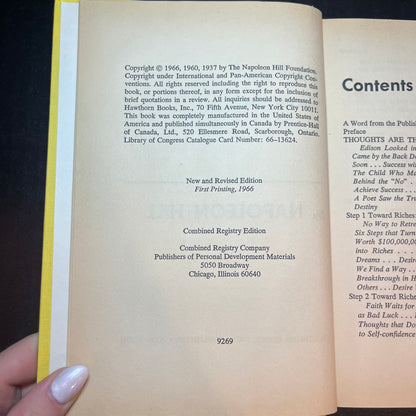 Copyright © 1966, 1960, 1937 by The Napoleon Hill Foundation.
Copyright under International and Pan-American Copyright Con-
ventions. All rights reserved including the right to reproduce this
book, or portions thereof, in any form except for the inclusion of
brief quotations in a review. All inquiries should be addressed to
Hawthorn Books, Inc., 70 Fifth Avenue, New York City 10011.
This book was completely manufactured in the United States of
America and published simultaneously in Canada by Prentice-Hall
of Canada, Ltd., 520 Ellesmere Road, Scarborough, Ontario.
Library of Congress Catalogue Card Number: 66-13624.
New and Revised Edition
First Printing, 1966
Combined Registry Edition
Combined Registry Company
Publishers of Personal Development Materials
5050 Broadway
Chicago, Illinois 60640
9269
Contents
A Word from the Publis
Preface
THOUGHTS ARE TH
Edison Looked in
Came by the Back D
Soon . . . Success w
The Child Who M
Behind the "No" .
Achieve Success .
A Poet Saw the Tru
Destiny
Step 1 Toward Riches
No Way to Retre
Six Steps that Turn
Worth $100,000,0
into Riches . . .
Dreams . . . Desire
We Find a Way . .
Breakthrough in H
Others . . . Desire
Step 2 Toward Riches
Faith Waits for
as Bad Luck . . .
Thoughts that Do
to Self-confidence